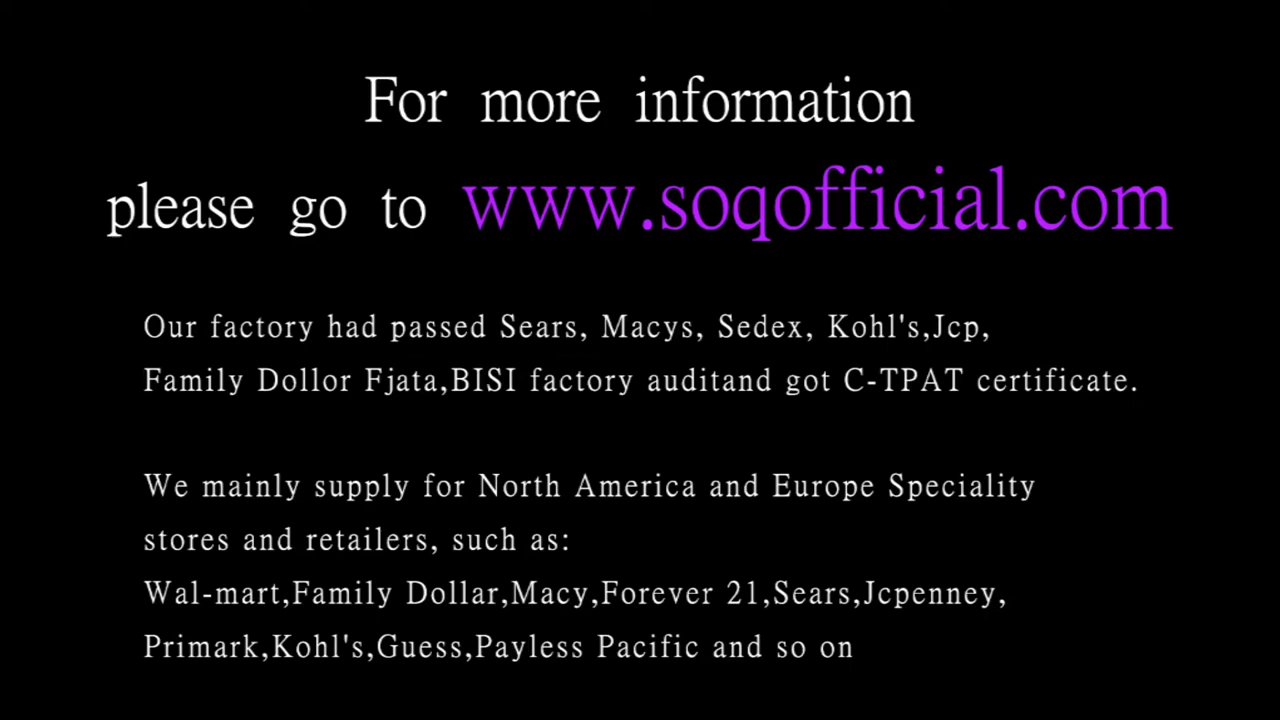 For more information
please go to www.soqofficial.com
Our factory had passed Sears, Macys, Sedex, Kohl's,Jcp,
Family Dollor Fjata,BISI factory auditand got C-TPAT certificate.
We mainly supply for North America and Europe Speciality
stores and retailers, such as:
Wal-mart,Family Dollar,Macy,Forever 21,Sears,Jcpenney,
Primark,Kohl's,Guess,Payless Pacific and so on